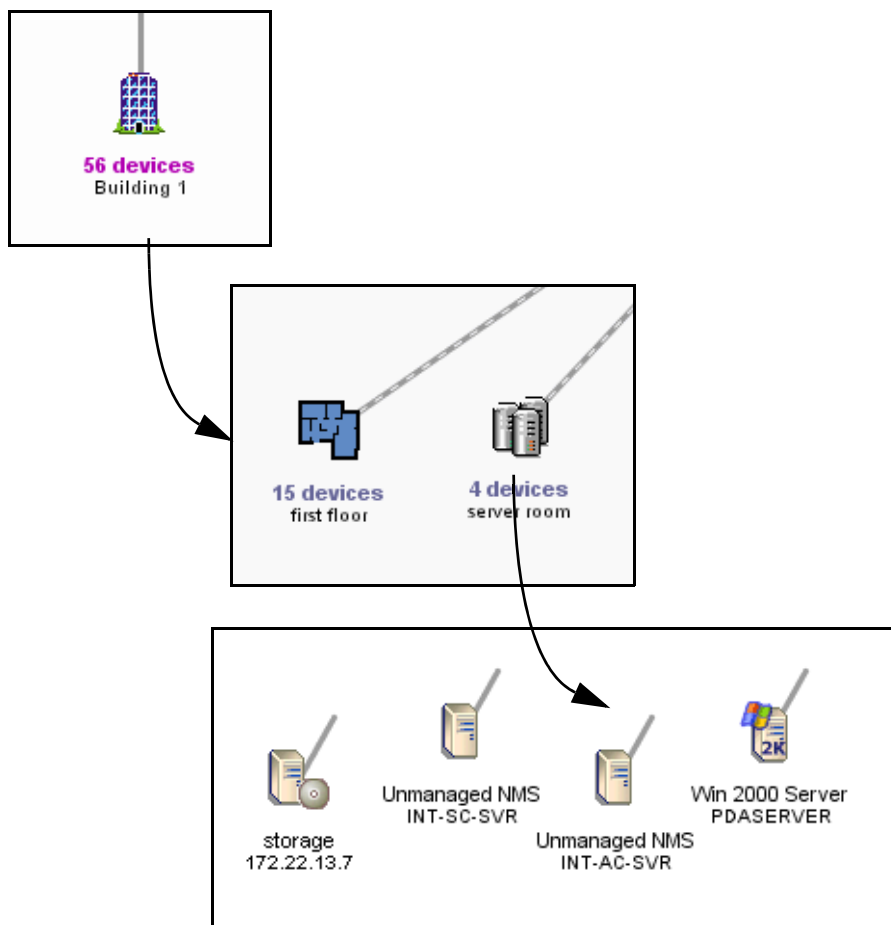 56 devices
Building 1
15 devices
first floor
4 devices
server room
storage
172.22.13.7
Unmanaged NMS
INT-SC-SVR
Unmanaged NMS
INT-AC-SVR
2K
Win 2000 Server
PDASERVER